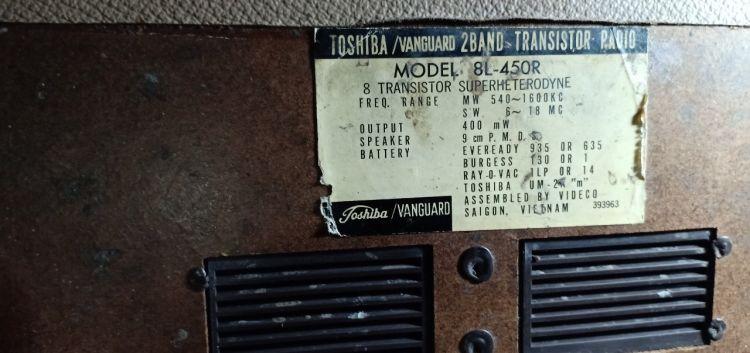 TOSHIBA /VANGUARD 2BAND TRANSISTOR RADIO
MODEL 8L-450R
8 TRANSISTOR SUPERHETERODYNE
FREQ. RANGE MW 540~1600KC
SW 6~18 MC
OUTPUT 400 mW
SPEAKER 9 cm P.M.D.S
BATTERY EVEREADY 935 OR 635
BURGESS 130 OR 1
RAY-O-VAC 1LP OR 14
TOSHIBA UM-2A "m"
ASSEMBLED BY VIDECO
Toshiba /VANGUARD SAIGON, VIETNAM 393963